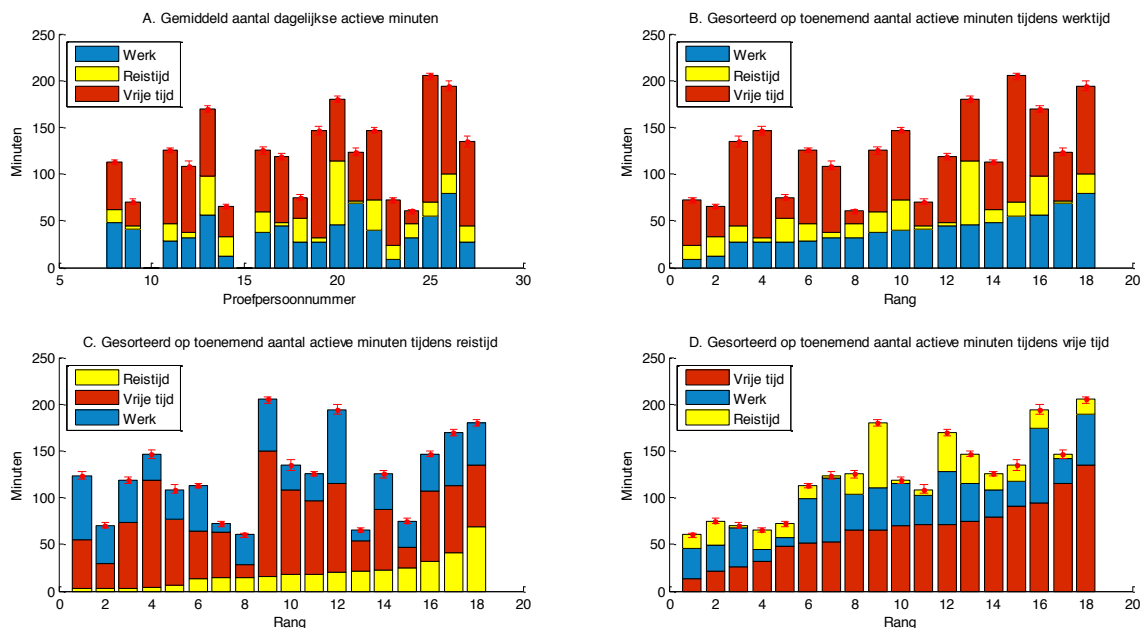 A. Gemiddeld aantal dagelijkse actieve minuten
250
200
150
100
50
0
Minuten
Werk
Reistijd
Vrije tijd
5 10 15 20 25 30
Proefpersoonnummer
B. Gesorteerd op toenemend aantal actieve minuten tijdens werktijd
250
200
150
100
50
0
Minuten
Werk
Reistijd
Vrije tijd
0 2 4 6 8 10 12 14 16 18 20
Rang
C. Gesorteerd op toenemend aantal actieve minuten tijdens reistijd
250
200
150
100
50
0
Minuten
Reistijd
Vrije tijd
Werk
0 2 4 6 8 10 12 14 16 18 20
Rang
D. Gesorteerd op toenemend aantal actieve minuten tijdens vrije tijd
250
200
150
100
50
0
Minuten
Vrije tijd
Werk
Reistijd
0 2 4 6 8 10 12 14 16 18 20
Rang